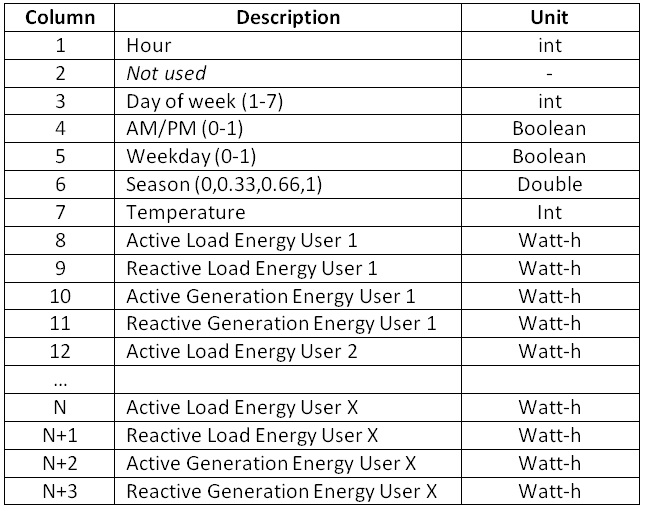 Column Description Unit
1 Hour int
2 Not used -
3 Day of week (1-7) int
4 AM/PM (0-1) Boolean
5 Weekday (0-1) Boolean
6 Season (0,0.33,0.66,1) Double
7 Temperature Int
8 Active Load Energy User 1 Watt-h
9 Reactive Load Energy User 1 Watt-h
10 Active Generation Energy User 1 Watt-h
11 Reactive Generation Energy User 1 Watt-h
12 Active Load Energy User 2 Watt-h
...
N Active Load Energy User X Watt-h
N+1 Reactive Load Energy User X Watt-h
N+2 Active Generation Energy User X Watt-h
N+3 Reactive Generation Energy User X Watt-h